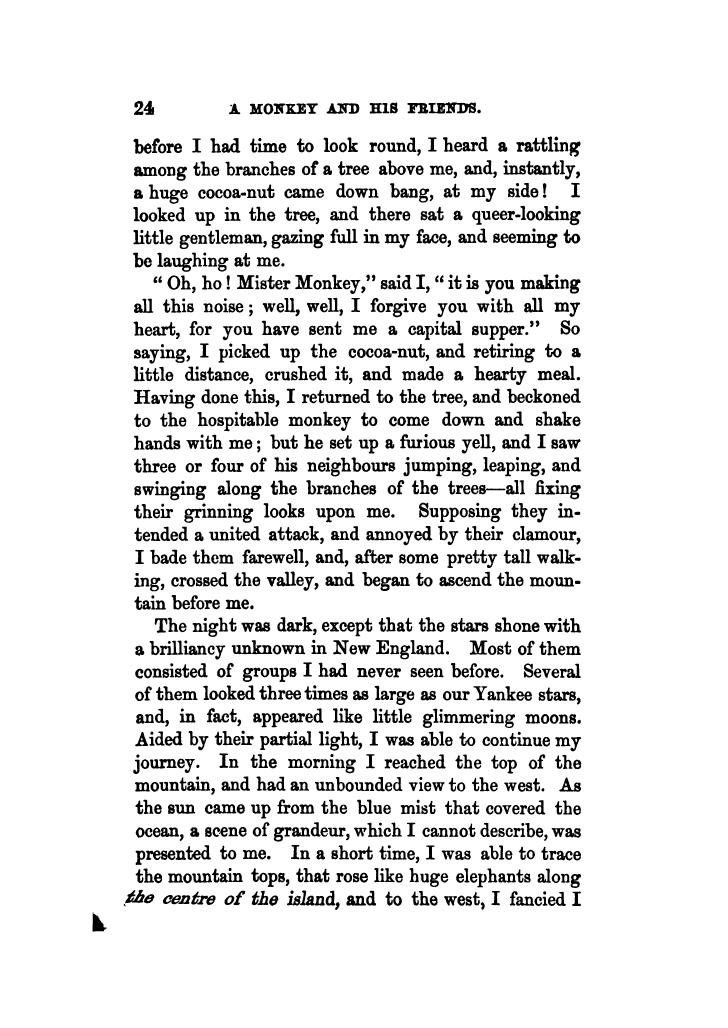 24 A MONKEY AND HIS FRIENDS.
before I had time to look round, I heard a rattling
among the branches of a tree above me, and, instantly,
a huge cocoa-nut came down bang, at my side! I
looked up in the tree, and there sat a queer-looking
little gentleman, gazing full in my face, and seeming to
be laughing at me.
“Oh, ho! Mister Monkey,” said I, “it is you making
all this noise; well, well, I forgive you with all my
heart, for you have sent me a capital supper.” So
saying, I picked up the cocoa-nut, and retiring to a
little distance, crushed it, and made a hearty meal.
Having done this, I returned to the tree, and beckoned
to the hospitable monkey to come down and shake
hands with me; but he set up a furious yell, and I saw
three or four of his neighbours jumping, leaping, and
swinging along the branches of the trees—all fixing
their grinning looks upon me. Supposing they in-
tended a united attack, and annoyed by their clamour,
I bade them farewell, and, after some pretty tall walk-
ing, crossed the valley, and began to ascend the moun-
tain before me.
The night was dark, except that the stars shone with
a brilliancy unknown in New England. Most of them
consisted of groups I had never seen before. Several
of them looked three times as large as our Yankee stars,
and, in fact, appeared like little glimmering moons.
Aided by their partial light, I was able to continue my
journey. In the morning I reached the top of the
mountain, and had an unbounded view to the west. As
the sun came up from the blue mist that covered the
ocean, a scene of grandeur, which I cannot describe, was
presented to me. In a short time, I was able to trace
the mountain tops, that rose like huge elephants along
the centre of the island, and to the west, I fancied I